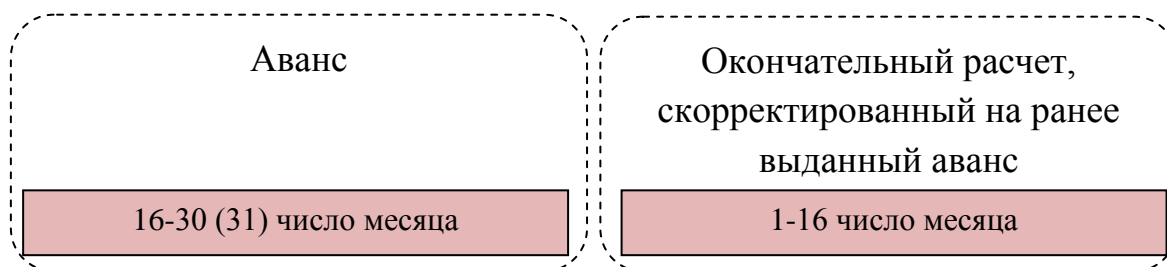 Аванс
16-30 (31) число месяца
Окончательный расчет,
скорректированный на ранее
выданный аванс
1-16 число месяца